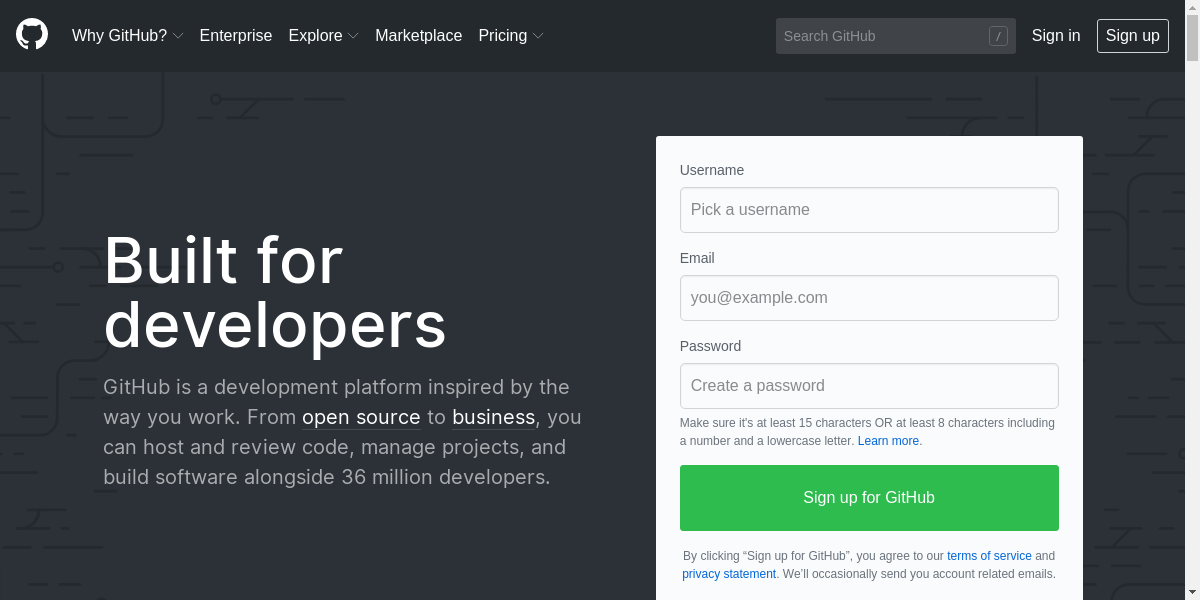 Why GitHub? Enterprise Explore Marketplace Pricing Search GitHub / Sign in Sign up
Built for
developers
GitHub is a development platform inspired by the
way you work. From open source to business, you
can host and review code, manage projects, and
build software alongside 36 million developers.
Username
Pick a username
Email
you@example.com
Password
Create a password
Make sure it's at least 15 characters OR at least 8 characters including
a number and a lowercase letter. Learn more.
Sign up for GitHub
By clicking “Sign up for GitHub”, you agree to our terms of service and
privacy statement. We’ll occasionally send you account related emails.